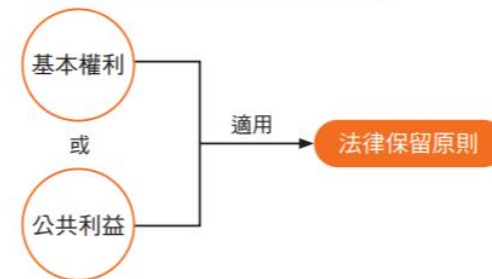 基本權利
或
公共利益
適用
法律保留原則